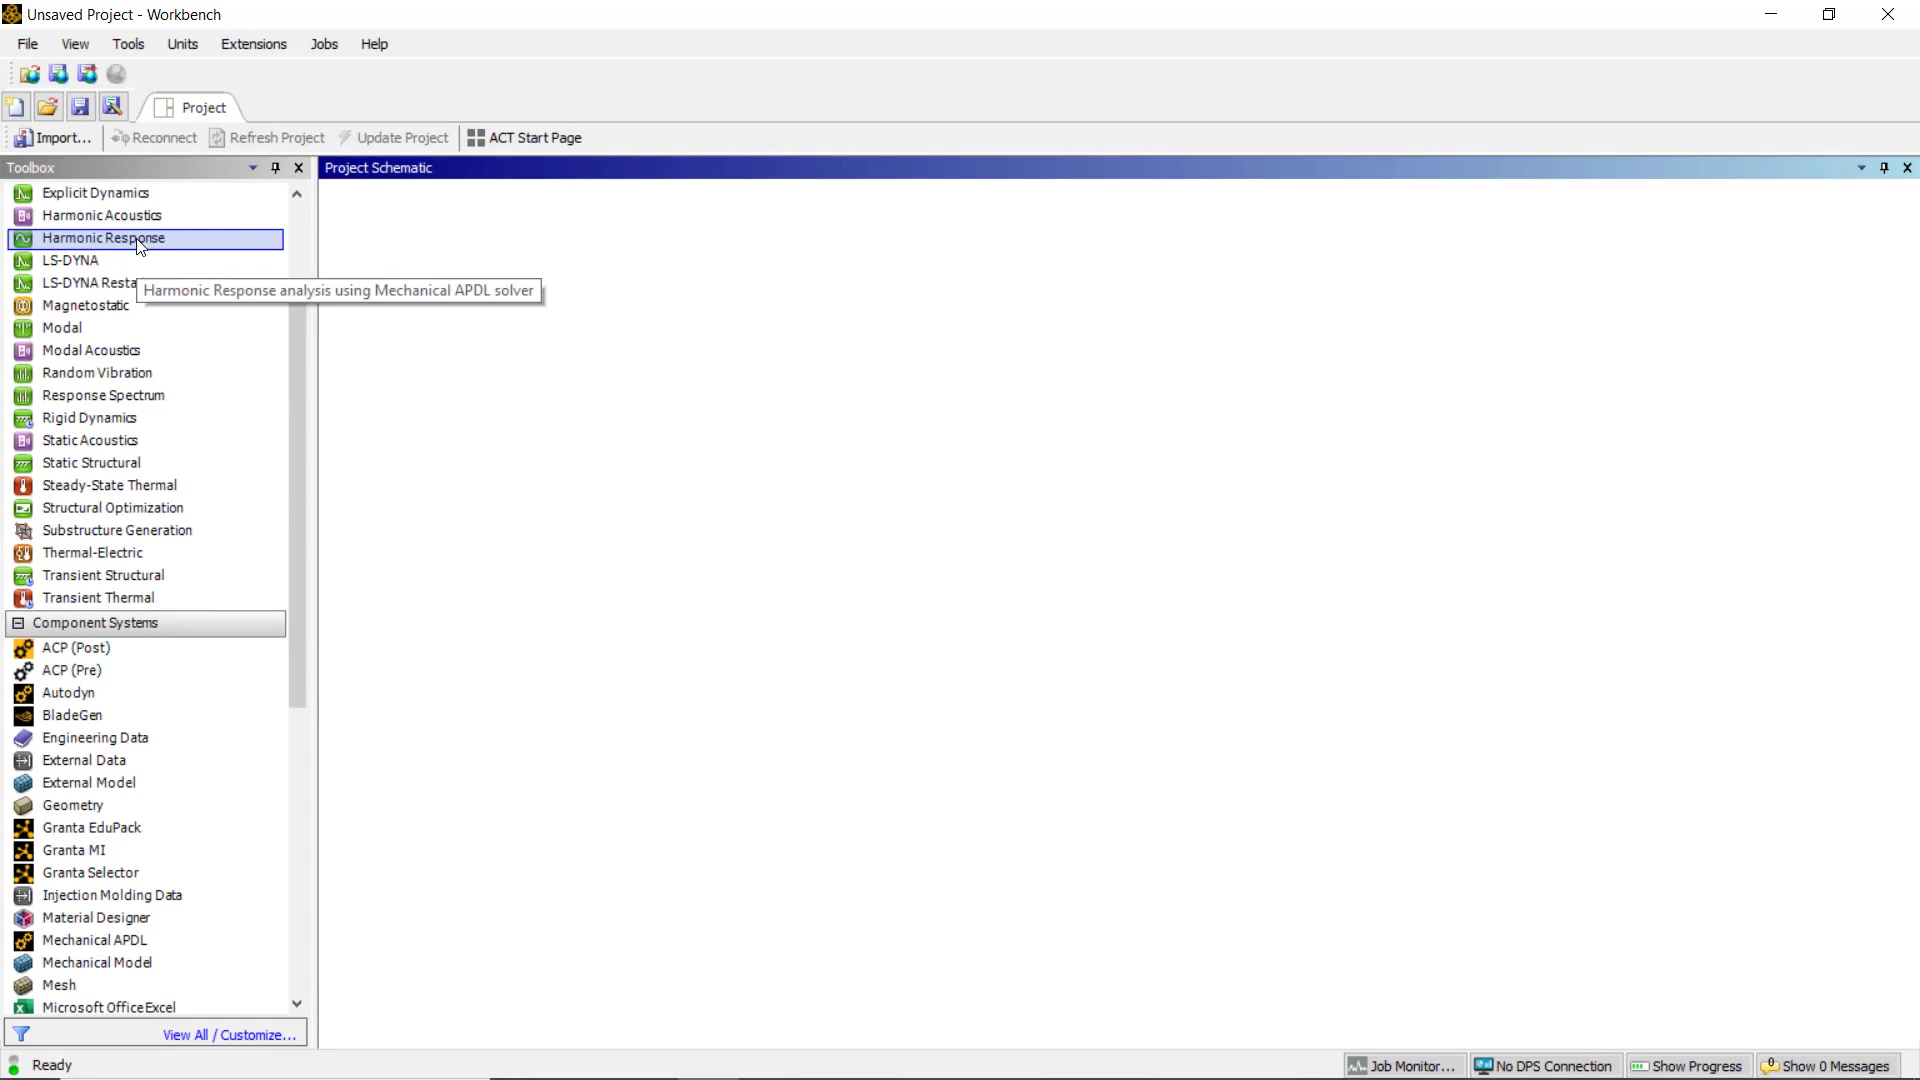 Unsaved Project - Workbench
File View Tools Units Extensions Jobs Help
Project
Import... Reconnect Refresh Project Update Project ACT Start Page
Toolbox
Project Schematic
Explicit Dynamics
Harmonic Acoustics
Harmonic Response
LS-DYNA
LS-DYNA Resta
Harmonic Response analysis using Mechanical APDL solver
Magnetostatic
Modal
Modal Acoustics
Random Vibration
Response Spectrum
Rigid Dynamics
Static Acoustics
Static Structural
Steady-State Thermal
Structural Optimization
Substructure Generation
Thermal-Electric
Transient Structural
Transient Thermal
Component Systems
ACP (Post)
ACP (Pre)
Autodyn
BladeGen
Engineering Data
External Data
External Model
Geometry
Granta EduPack
Granta MI
Granta Selector
Injection Molding Data
Material Designer
Mechanical APDL
Mechanical Model
Mesh
Microsoft Office Excel
View All / Customize...
Ready
Job Monitor... No DPS Connection Show Progress Show 0 Messages